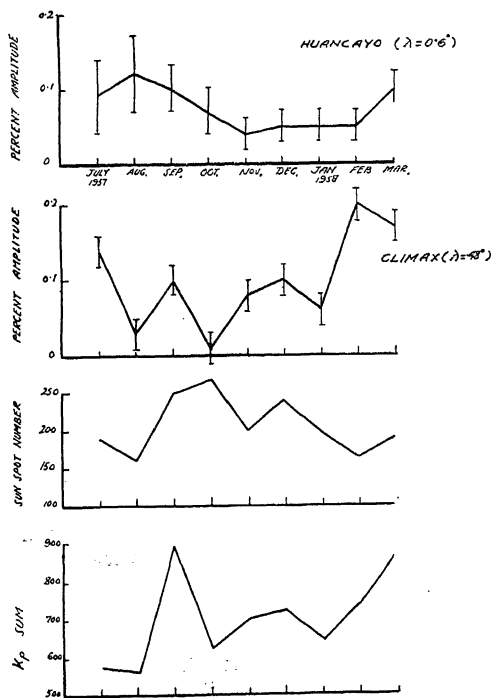 0·2
HUANCAYO (λ=0·6°)
PERCENT AMPLITUDE
0·1
0
JULY AUG. SEP. OCT. NOV. DEC. JAN FEB MAR.
1957 1958
PERCENT AMPLITUDE
0·2
CLIMAX (λ=48°)
0·1
0
SUN SPOT NUMBER
250
200
150
100
900
800
KP SUM
700
600
500